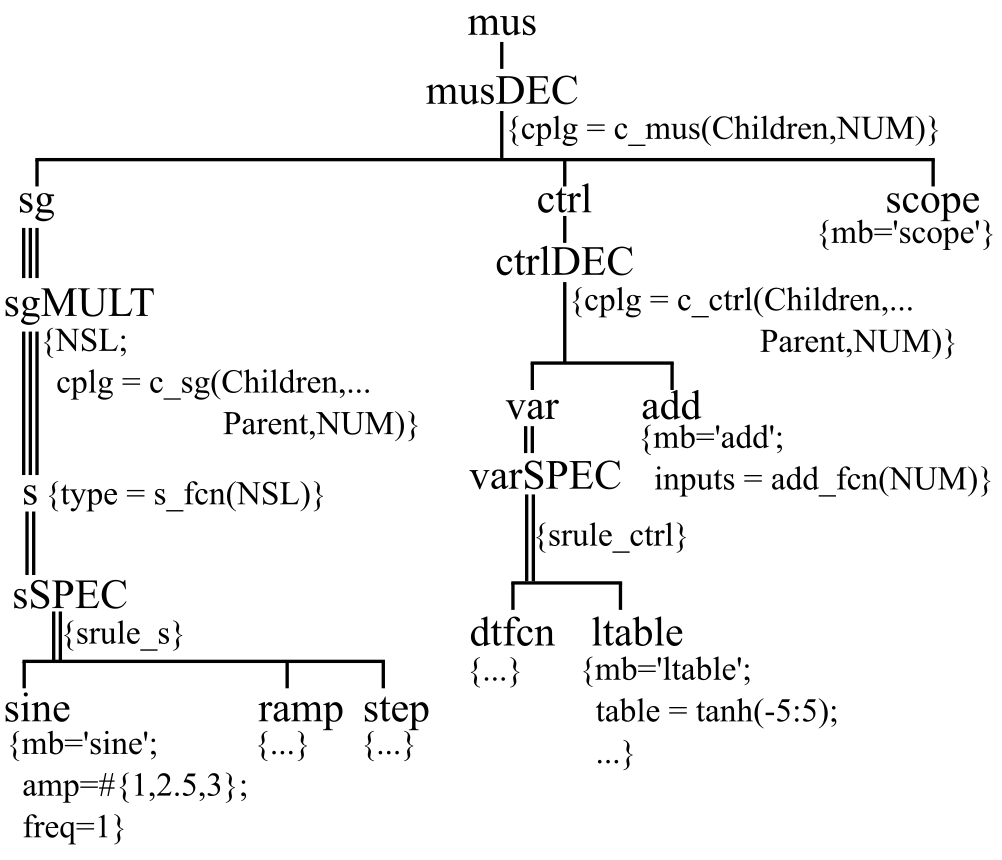 mus
musDEC
{cplg = c_mus(Children,NUM)}
sg
ctrl
scope
{mb='scope'}
ctrlDEC
{cplg = c_ctrl(Children,...
Parent,NUM)}
sgMULT
{NSL;
cplg = c_sg(Children,...
Parent,NUM)}
var
add
{mb='add';
inputs = add_fcn(NUM)}
varSPEC
s {type = s_fcn(NSL)}
{srule_ctrl}
sSPEC
{srule_s}
dtfcn
{...}
ltable
{mb='ltable';
table = tanh(-5:5);
...}
sine
{mb='sine';
amp=#{1,2.5,3};
freq=1}
ramp
{...}
step
{...}